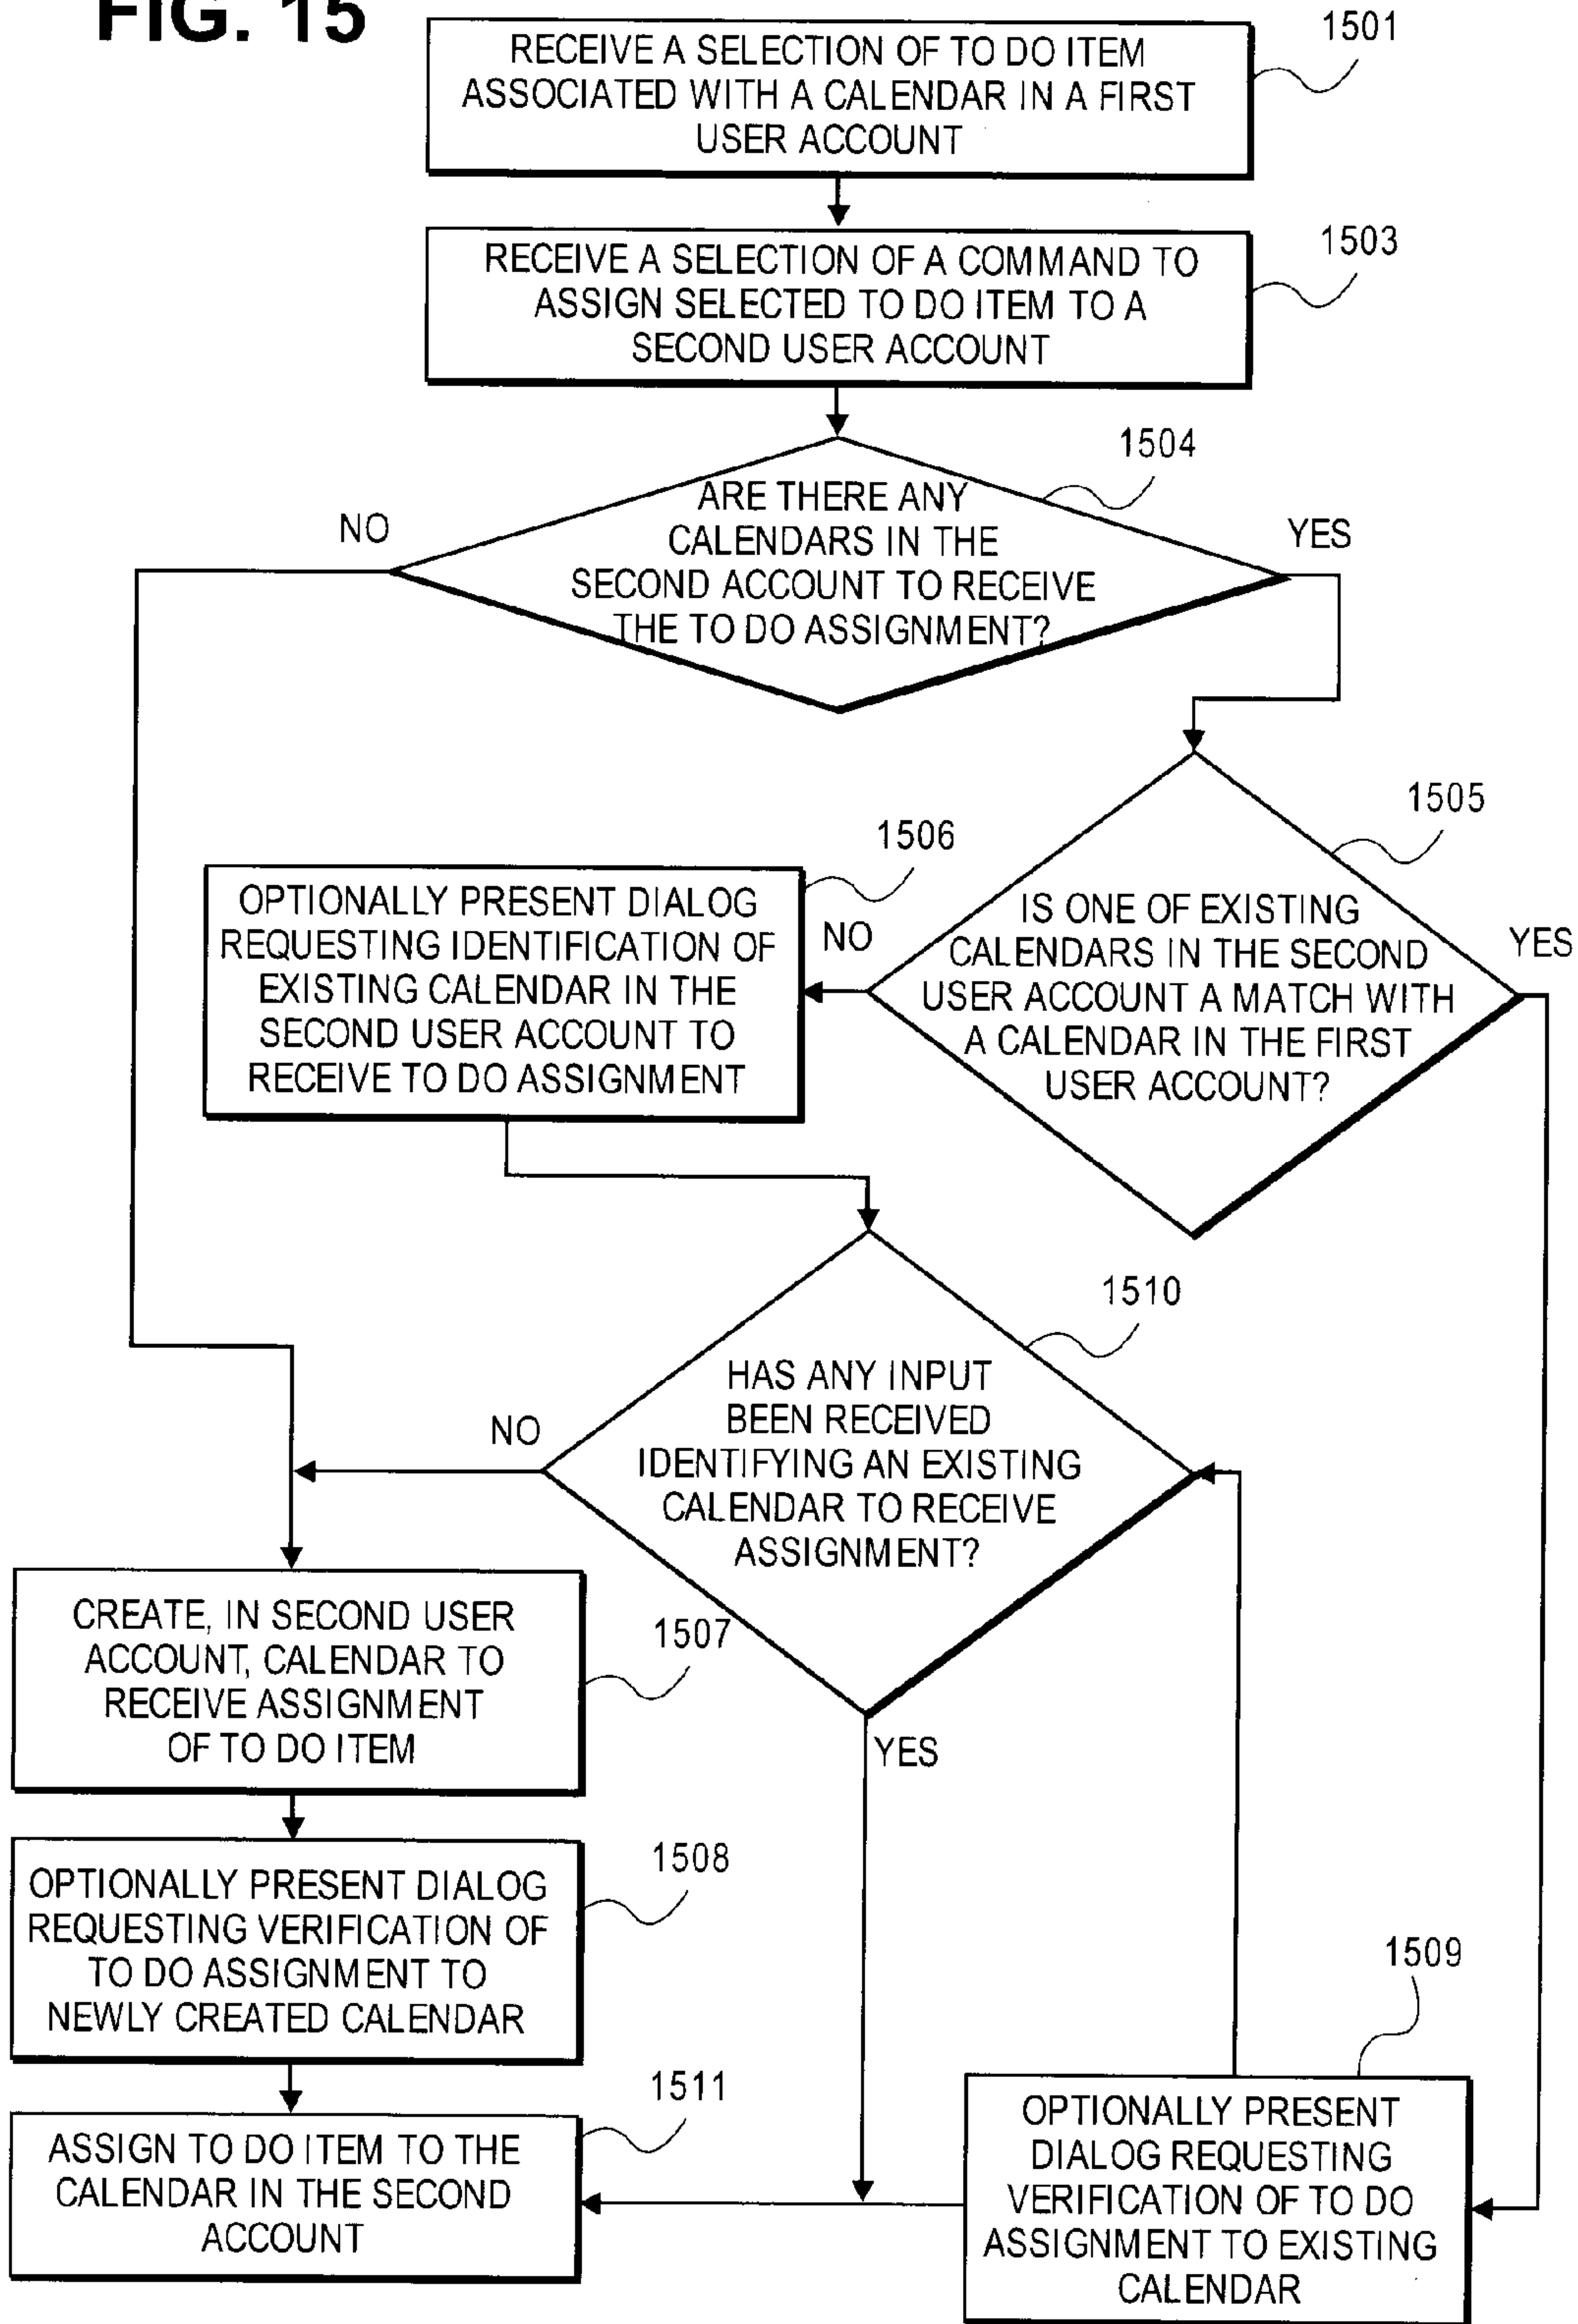 FIG. 15
1501
RECEIVE A SELECTION OF TO DO ITEM
ASSOCIATED WITH A CALENDAR IN A FIRST
USER ACCOUNT
1503
RECEIVE A SELECTION OF A COMMAND TO
ASSIGN SELECTED TO DO ITEM TO A
SECOND USER ACCOUNT
1504
ARE THERE ANY
CALENDARS IN THE
SECOND ACCOUNT TO RECEIVE
THE TO DO ASSIGNMENT?
NO
YES
1505
IS ONE OF EXISTING
CALENDARS IN THE SECOND
USER ACCOUNT A MATCH WITH
A CALENDAR IN THE FIRST
USER ACCOUNT?
NO
YES
1506
OPTIONALLY PRESENT DIALOG
REQUESTING IDENTIFICATION OF
EXISTING CALENDAR IN THE
SECOND USER ACCOUNT TO
RECEIVE TO DO ASSIGNMENT
1510
HAS ANY INPUT
BEEN RECEIVED
IDENTIFYING AN EXISTING
CALENDAR TO RECEIVE
ASSIGNMENT?
NO
YES
1507
CREATE, IN SECOND USER
ACCOUNT, CALENDAR TO
RECEIVE ASSIGNMENT
OF TO DO ITEM
1508
OPTIONALLY PRESENT DIALOG
REQUESTING VERIFICATION OF
TO DO ASSIGNMENT TO
NEWLY CREATED CALENDAR
1509
OPTIONALLY PRESENT
DIALOG REQUESTING
VERIFICATION OF TO DO
ASSIGNMENT TO EXISTING
CALENDAR
1511
ASSIGN TO DO ITEM TO THE
CALENDAR IN THE SECOND
ACCOUNT